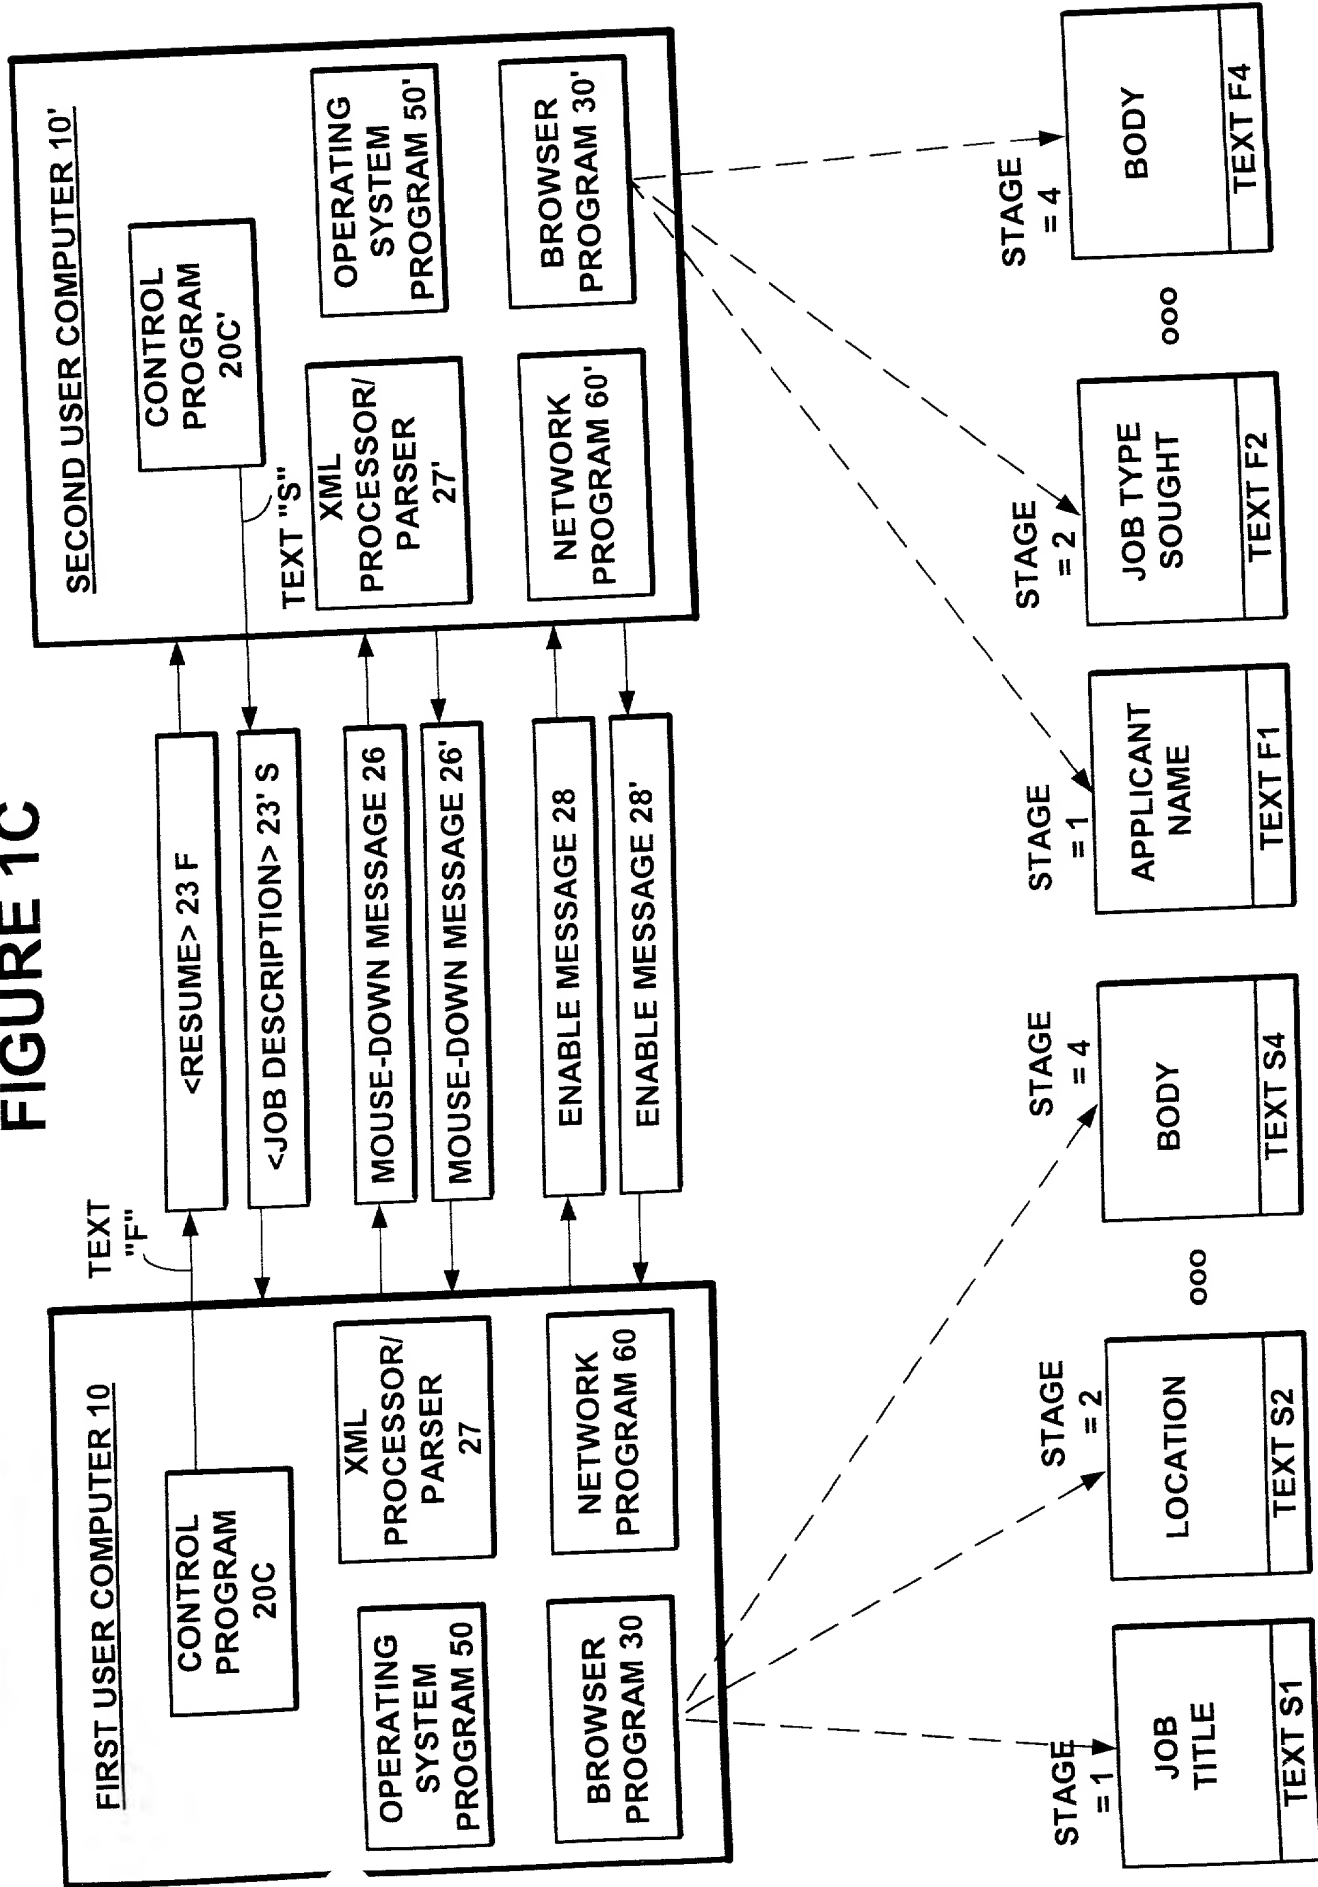 FIGURE 1C
FIRST USER COMPUTER 10
CONTROL
PROGRAM
20C
OPERATING
SYSTEM
PROGRAM 50
XML
PROCESSOR/
PARSER
27
BROWSER
PROGRAM 30
NETWORK
PROGRAM 60
TEXT
"F"
<RESUME> 23 F
<JOB DESCRIPTION> 23' S
MOUSE-DOWN MESSAGE 26
MOUSE-DOWN MESSAGE 26'
ENABLE MESSAGE 28
ENABLE MESSAGE 28'
SECOND USER COMPUTER 10'
CONTROL
PROGRAM
20C'
TEXT "S"
XML
PROCESSOR/
PARSER
27'
OPERATING
SYSTEM
PROGRAM 50'
NETWORK
PROGRAM 60'
BROWSER
PROGRAM 30'
STAGE
= 1
JOB
TITLE
TEXT S1
STAGE
= 2
LOCATION
TEXT S2
ooo
STAGE
= 4
BODY
TEXT S4
STAGE
= 1
APPLICANT
NAME
TEXT F1
STAGE
= 2
JOB TYPE
SOUGHT
TEXT F2
ooo
STAGE
= 4
BODY
TEXT F4